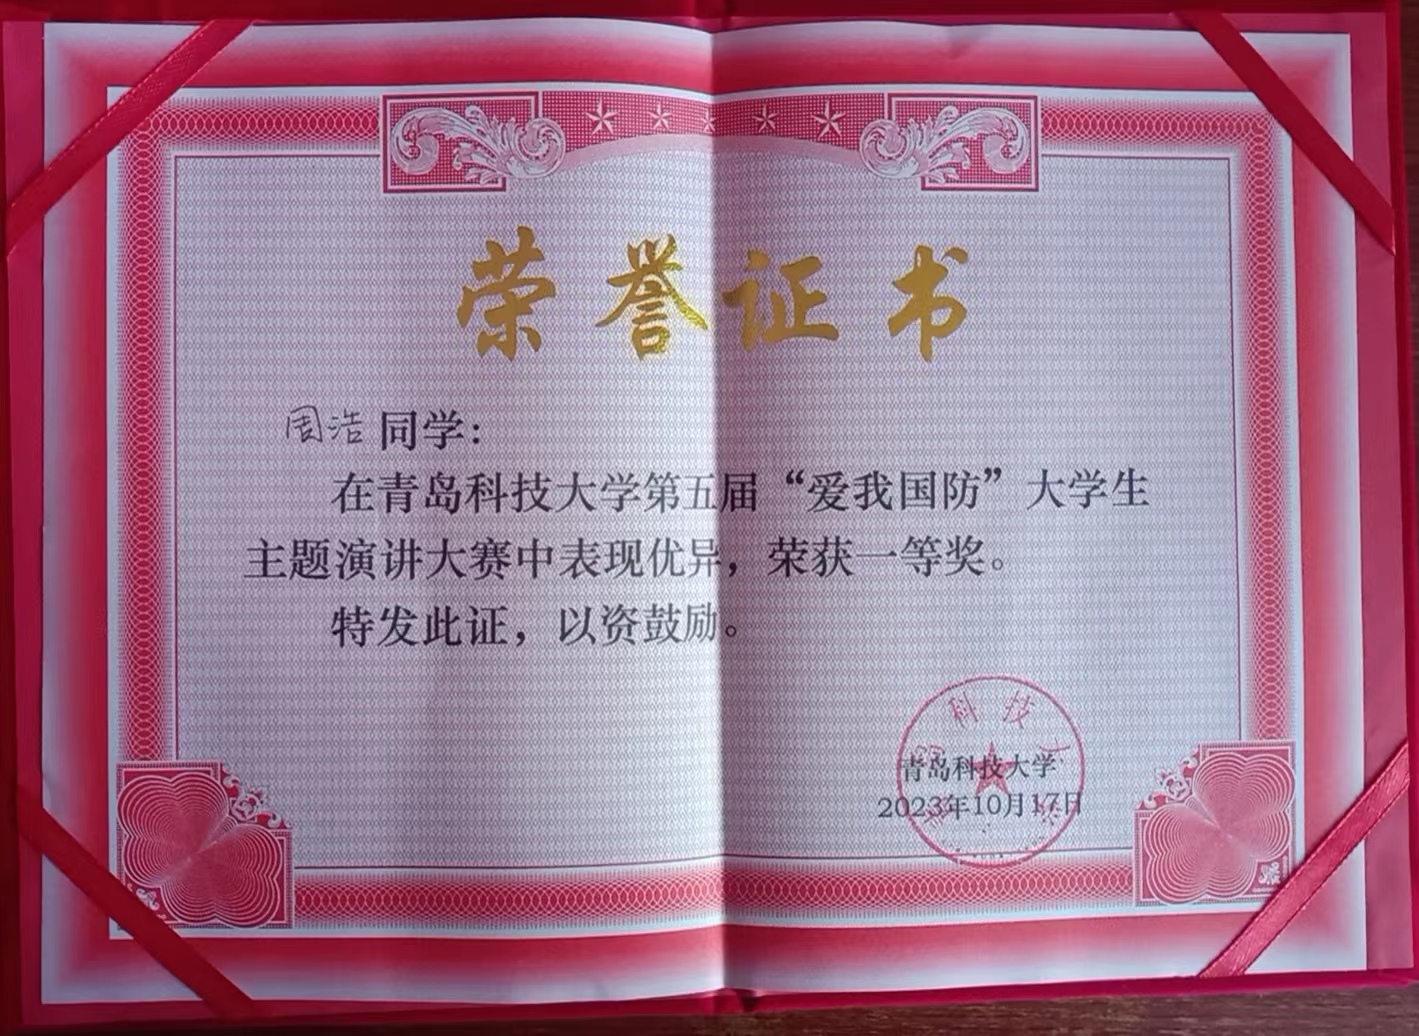 荣誉证书
周浩同学：
在青岛科技大学第五届“爱我国防”大学生
主题演讲大赛中表现优异，荣获一等奖。
特发此证，以资鼓励。
科技
青岛科技大学
2023年10月17日